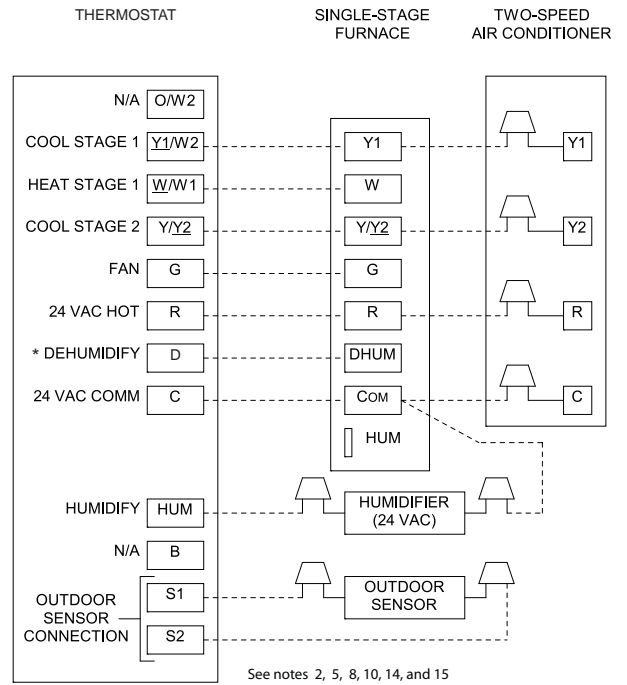 THERMOSTAT
SINGLE-STAGE
FURNACE
TWO-SPEED
AIR CONDITIONER
N/A O/W2
COOL STAGE 1 Y1/W2 Y1 Y1
HEAT STAGE 1 W/W1 W
COOL STAGE 2 Y/Y2 Y/Y2 Y2
FAN G G
24 VAC HOT R R R
* DEHUMIDIFY D DHUM
24 VAC COMM C COM C
HUM
HUMIDIFY HUM
HUMIDIFIER
(24 VAC)
N/A B
OUTDOOR
SENSOR
CONNECTION
S1
S2
OUTDOOR
SENSOR
See notes 2, 5, 8, 10, 14, and 15